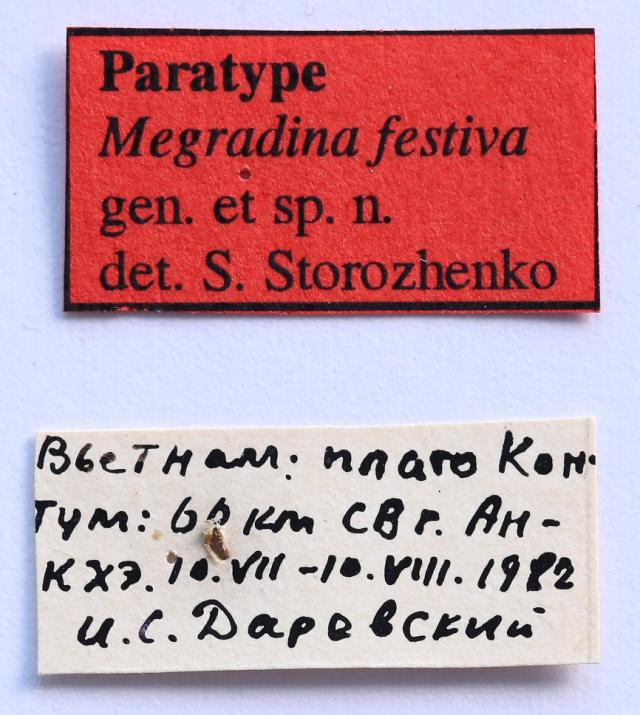 Paratype
Megradina festiva
gen. et sp. n.
det. S. Storozhenko
Вьетнам: плато Кон-
тум: 60 км СВ г. Ан-
кхэ. 10.VII-10.VIII. 1982
И.С. Даревский